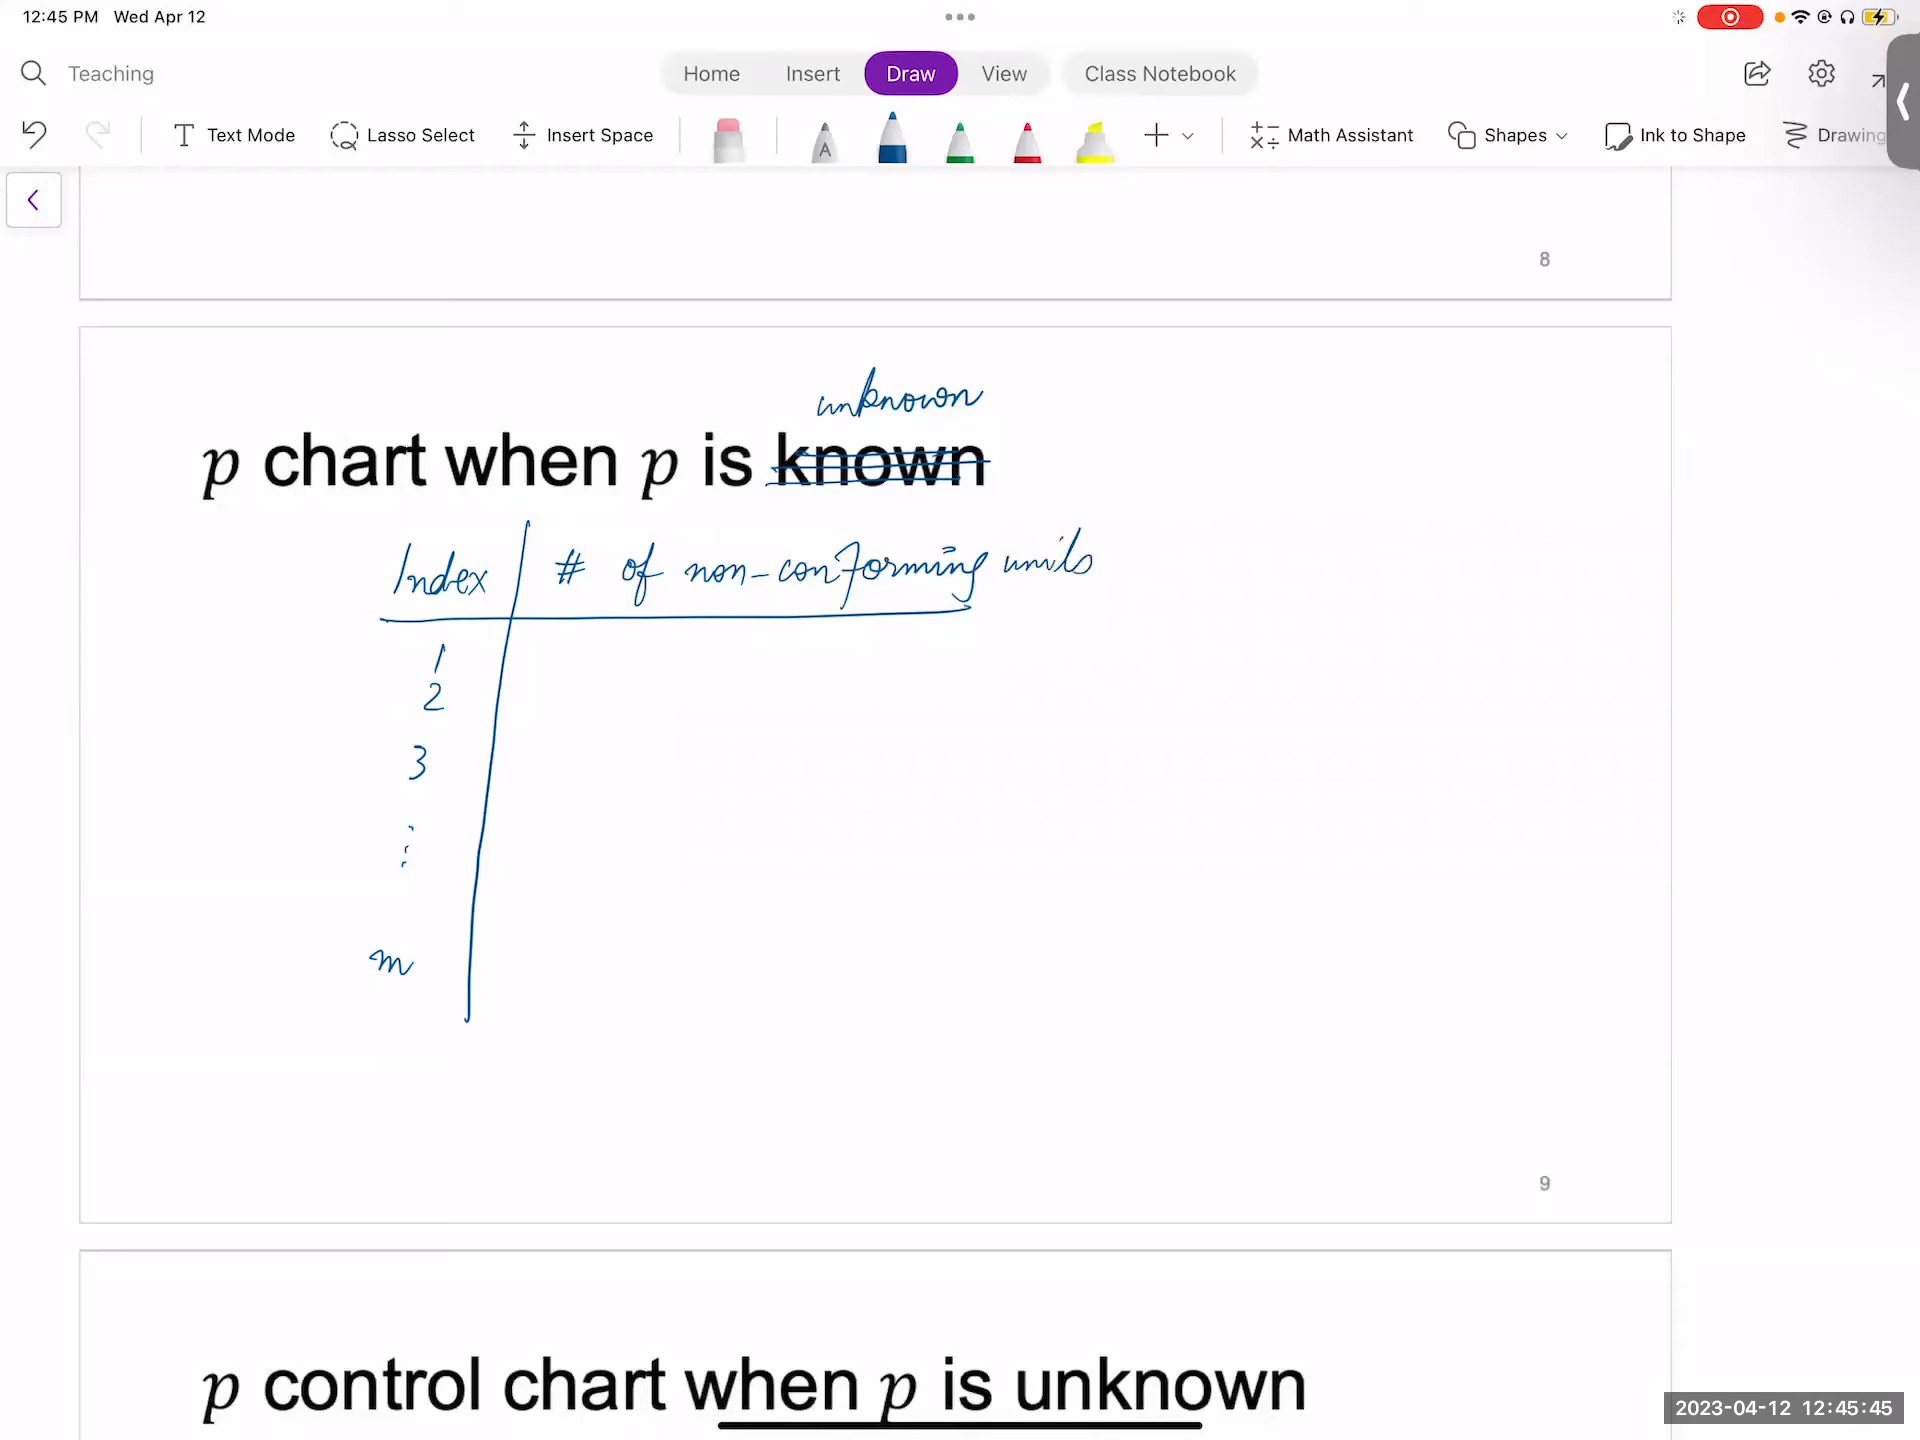 12:45 PM Wed Apr 12
Teaching
Home Insert Draw View Class Notebook
Text Mode Lasso Select Insert Space A Math Assistant Shapes Ink to Shape Drawing
8
unknown
p chart when p is known
Index # of non-conforming units
1
2
3
⋮
m
9
p control chart when p is unknown
2023-04-12 12:45:45